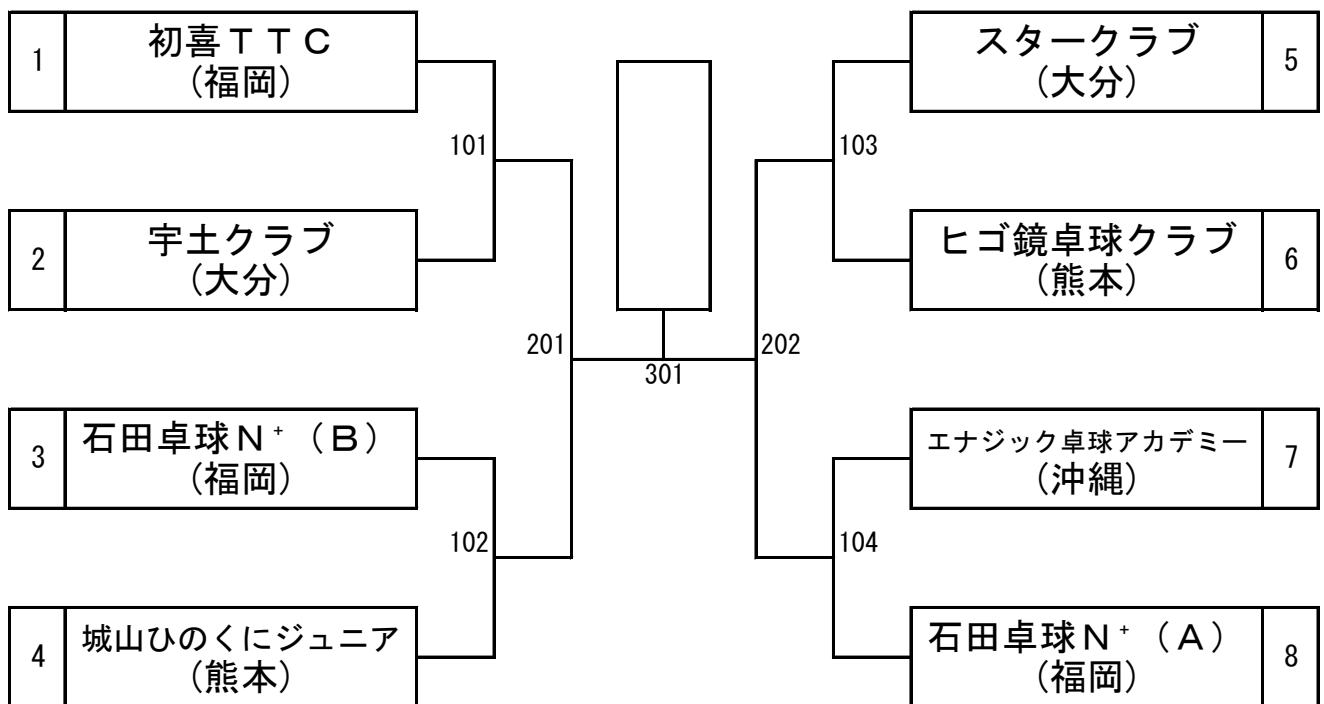 1
初喜ＴＴＣ
(福岡)
101
2
宇土クラブ
(大分)
201
3
石田卓球Ｎ⁺（Ｂ）
(福岡)
102
4
城山ひのくにジュニア
(熊本)
301
スタークラブ
(大分)
5
103
ヒゴ鏡卓球クラブ
(熊本)
6
202
エナジック卓球アカデミー
(沖縄)
7
104
石田卓球Ｎ⁺（Ａ）
(福岡)
8